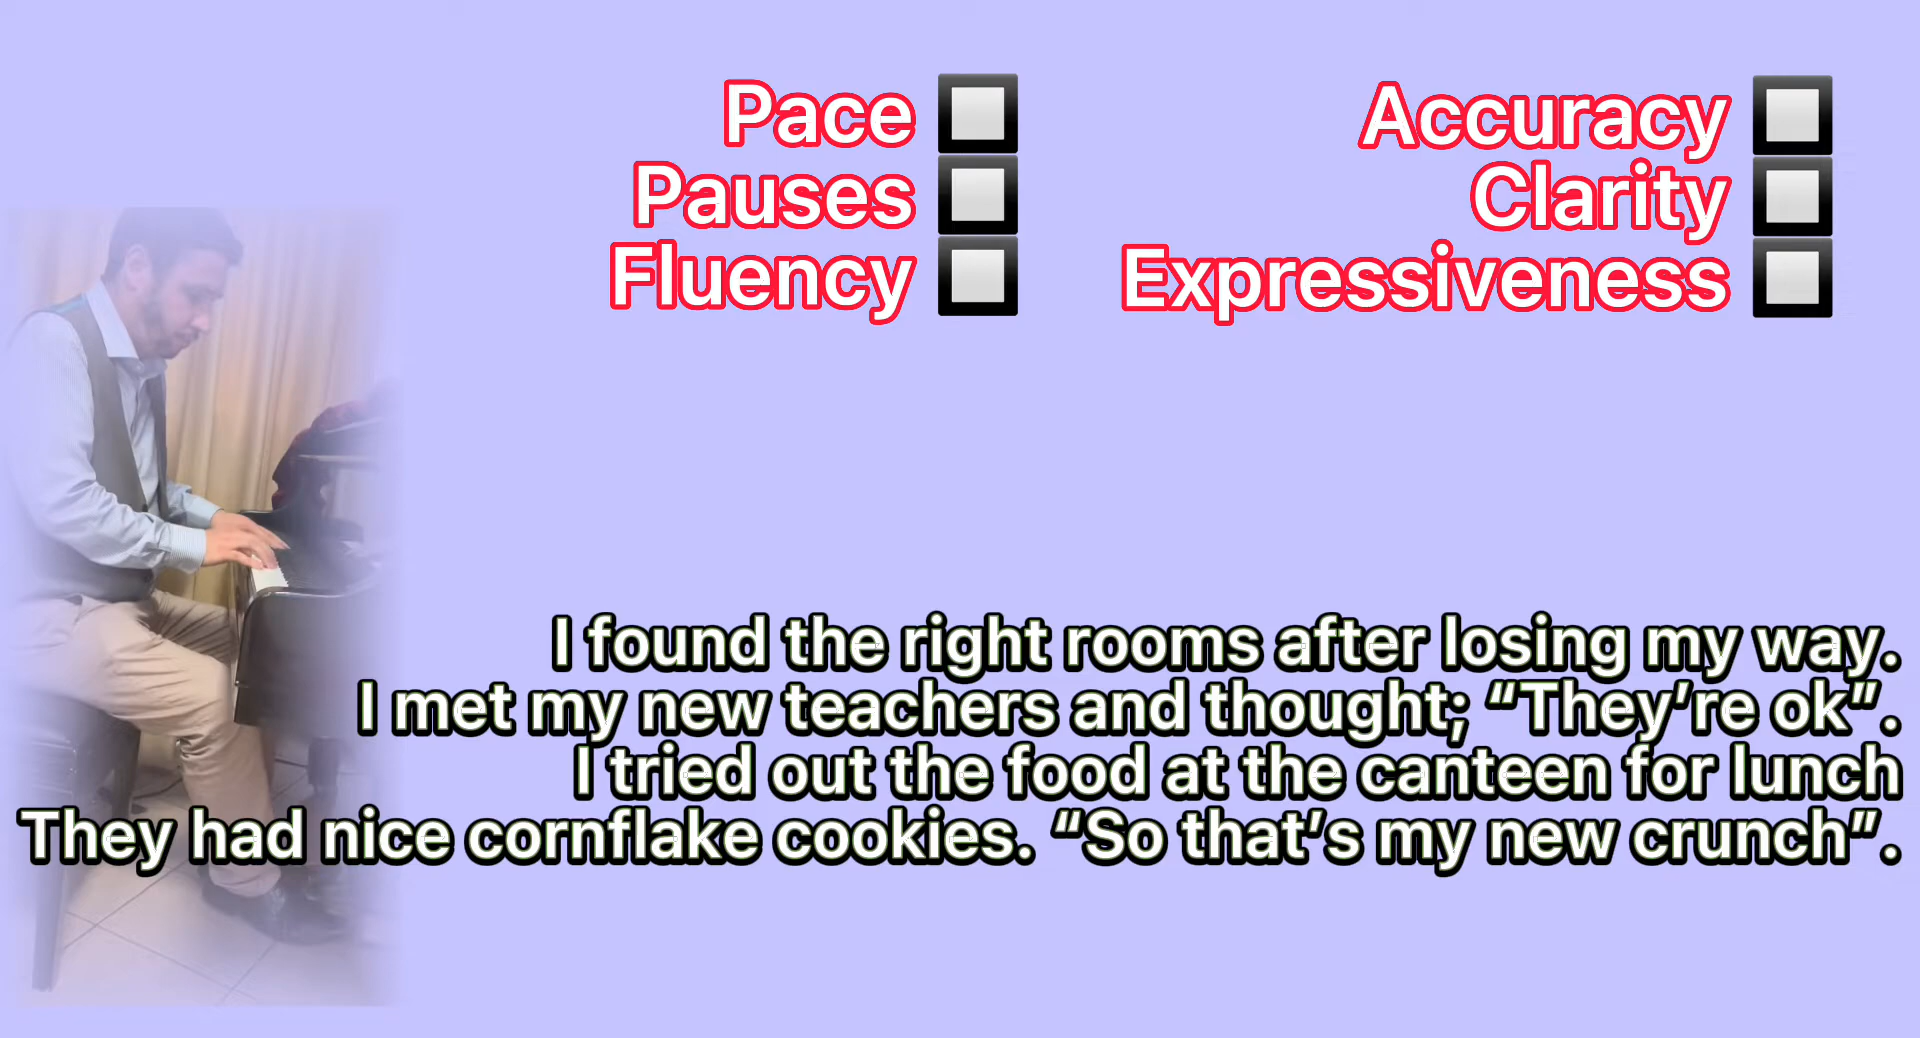 Pace
Pauses
Fluency
Accuracy
Clarity
Expressiveness
I found the right rooms after losing my way.
I met my new teachers and thought; “They’re ok”.
I tried out the food at the canteen for lunch
They had nice cornflake cookies. “So that’s my new crunch”.